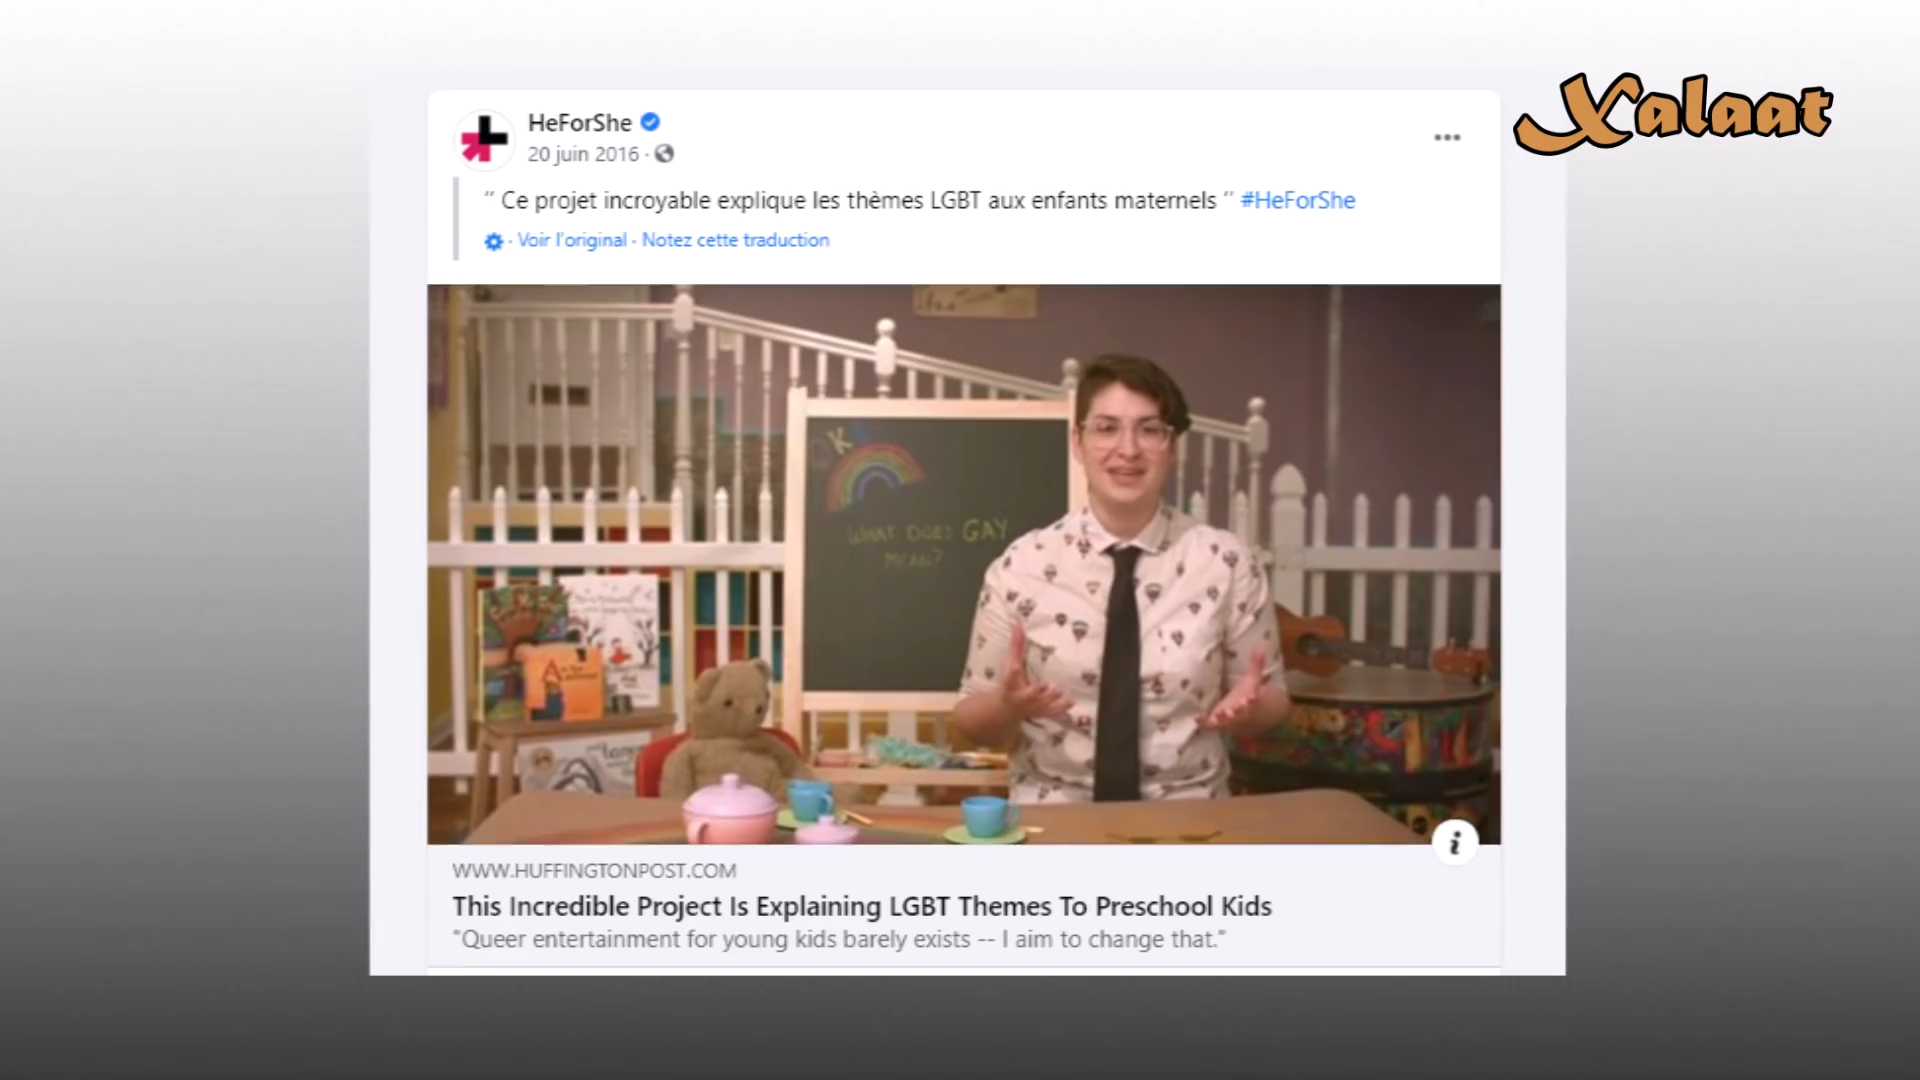 Xalaat
HeForShe
20 juin 2016 ·
" Ce projet incroyable explique les thèmes LGBT aux enfants maternels " #HeForShe
· Voir l'original · Notez cette traduction
K
WHAT DOES GAY
MEAN?
WWW.HUFFINGTONPOST.COM
This Incredible Project Is Explaining LGBT Themes To Preschool Kids
"Queer entertainment for young kids barely exists -- I aim to change that."